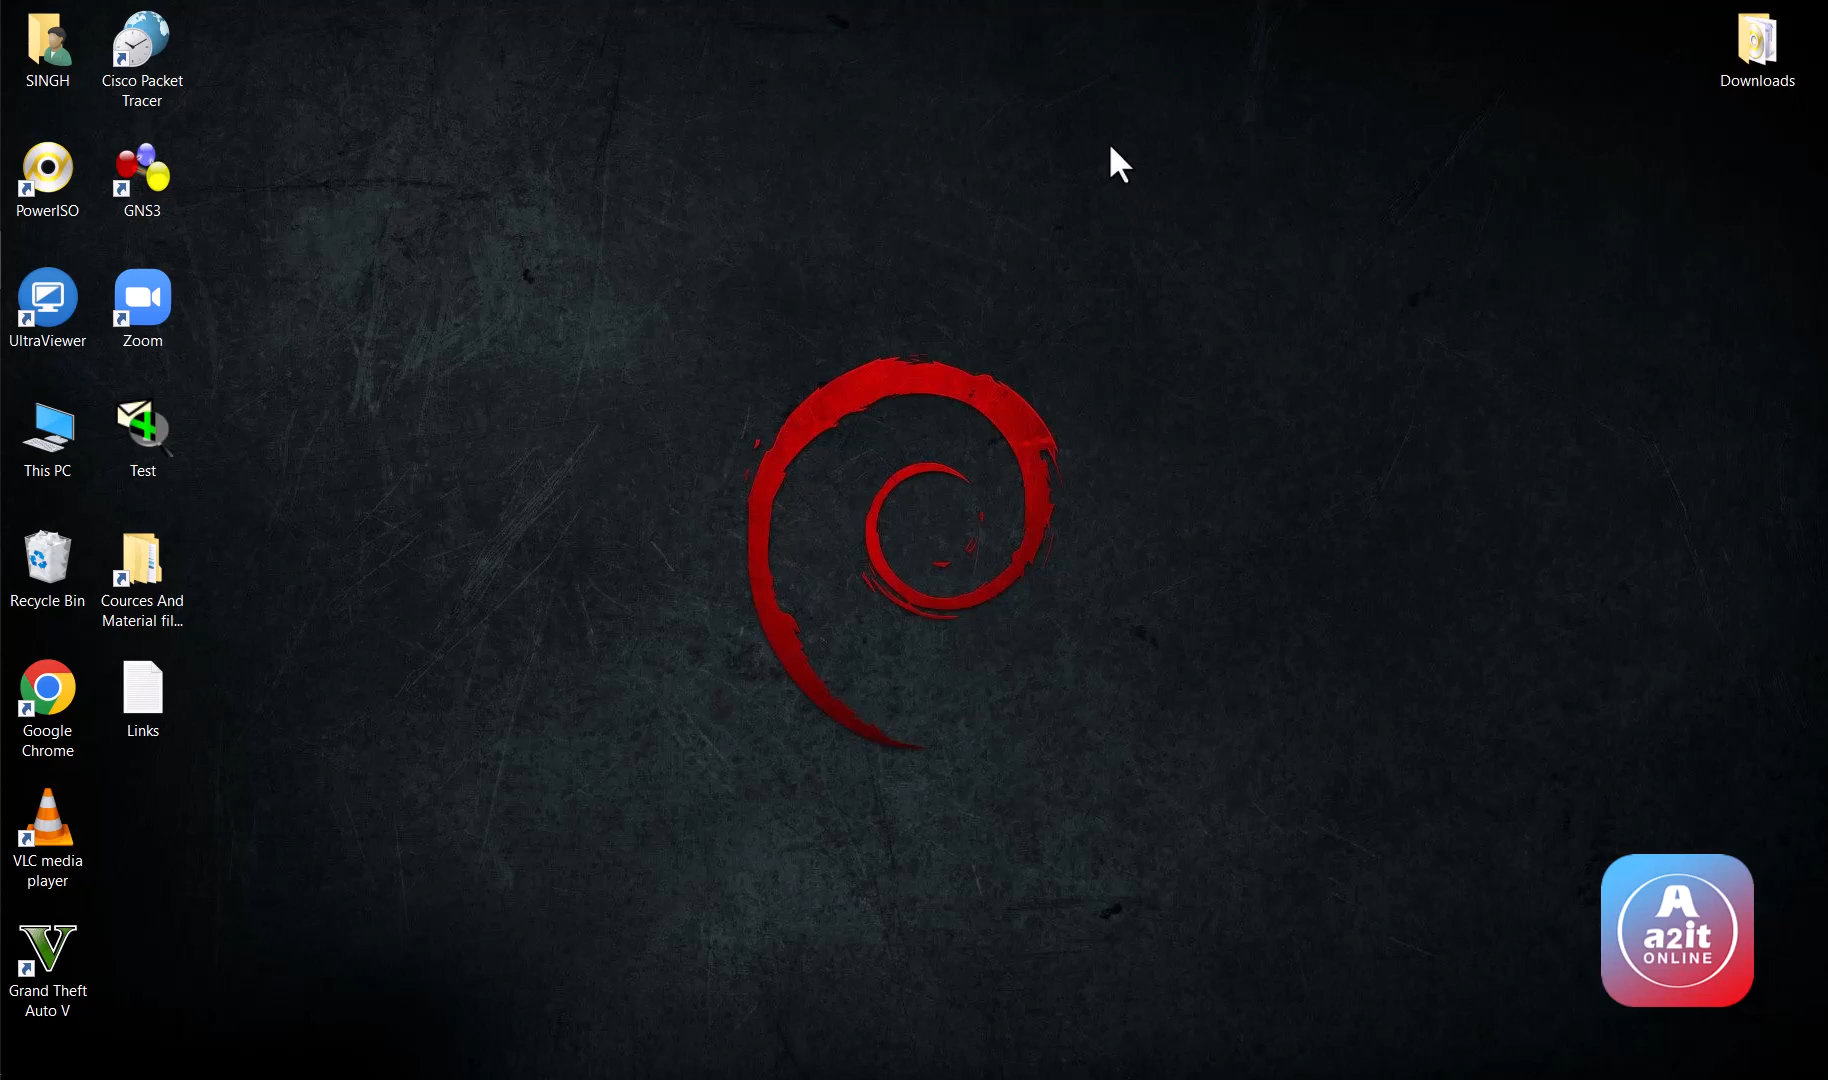 SINGH
Cisco Packet
Tracer
Downloads
PowerISO
GNS3
UltraViewer
Zoom
This PC
Test
Recycle Bin
Cources And
Material fil...
Google
Chrome
Links
VLC media
player
Grand Theft
Auto V
A
a2it
ONLINE